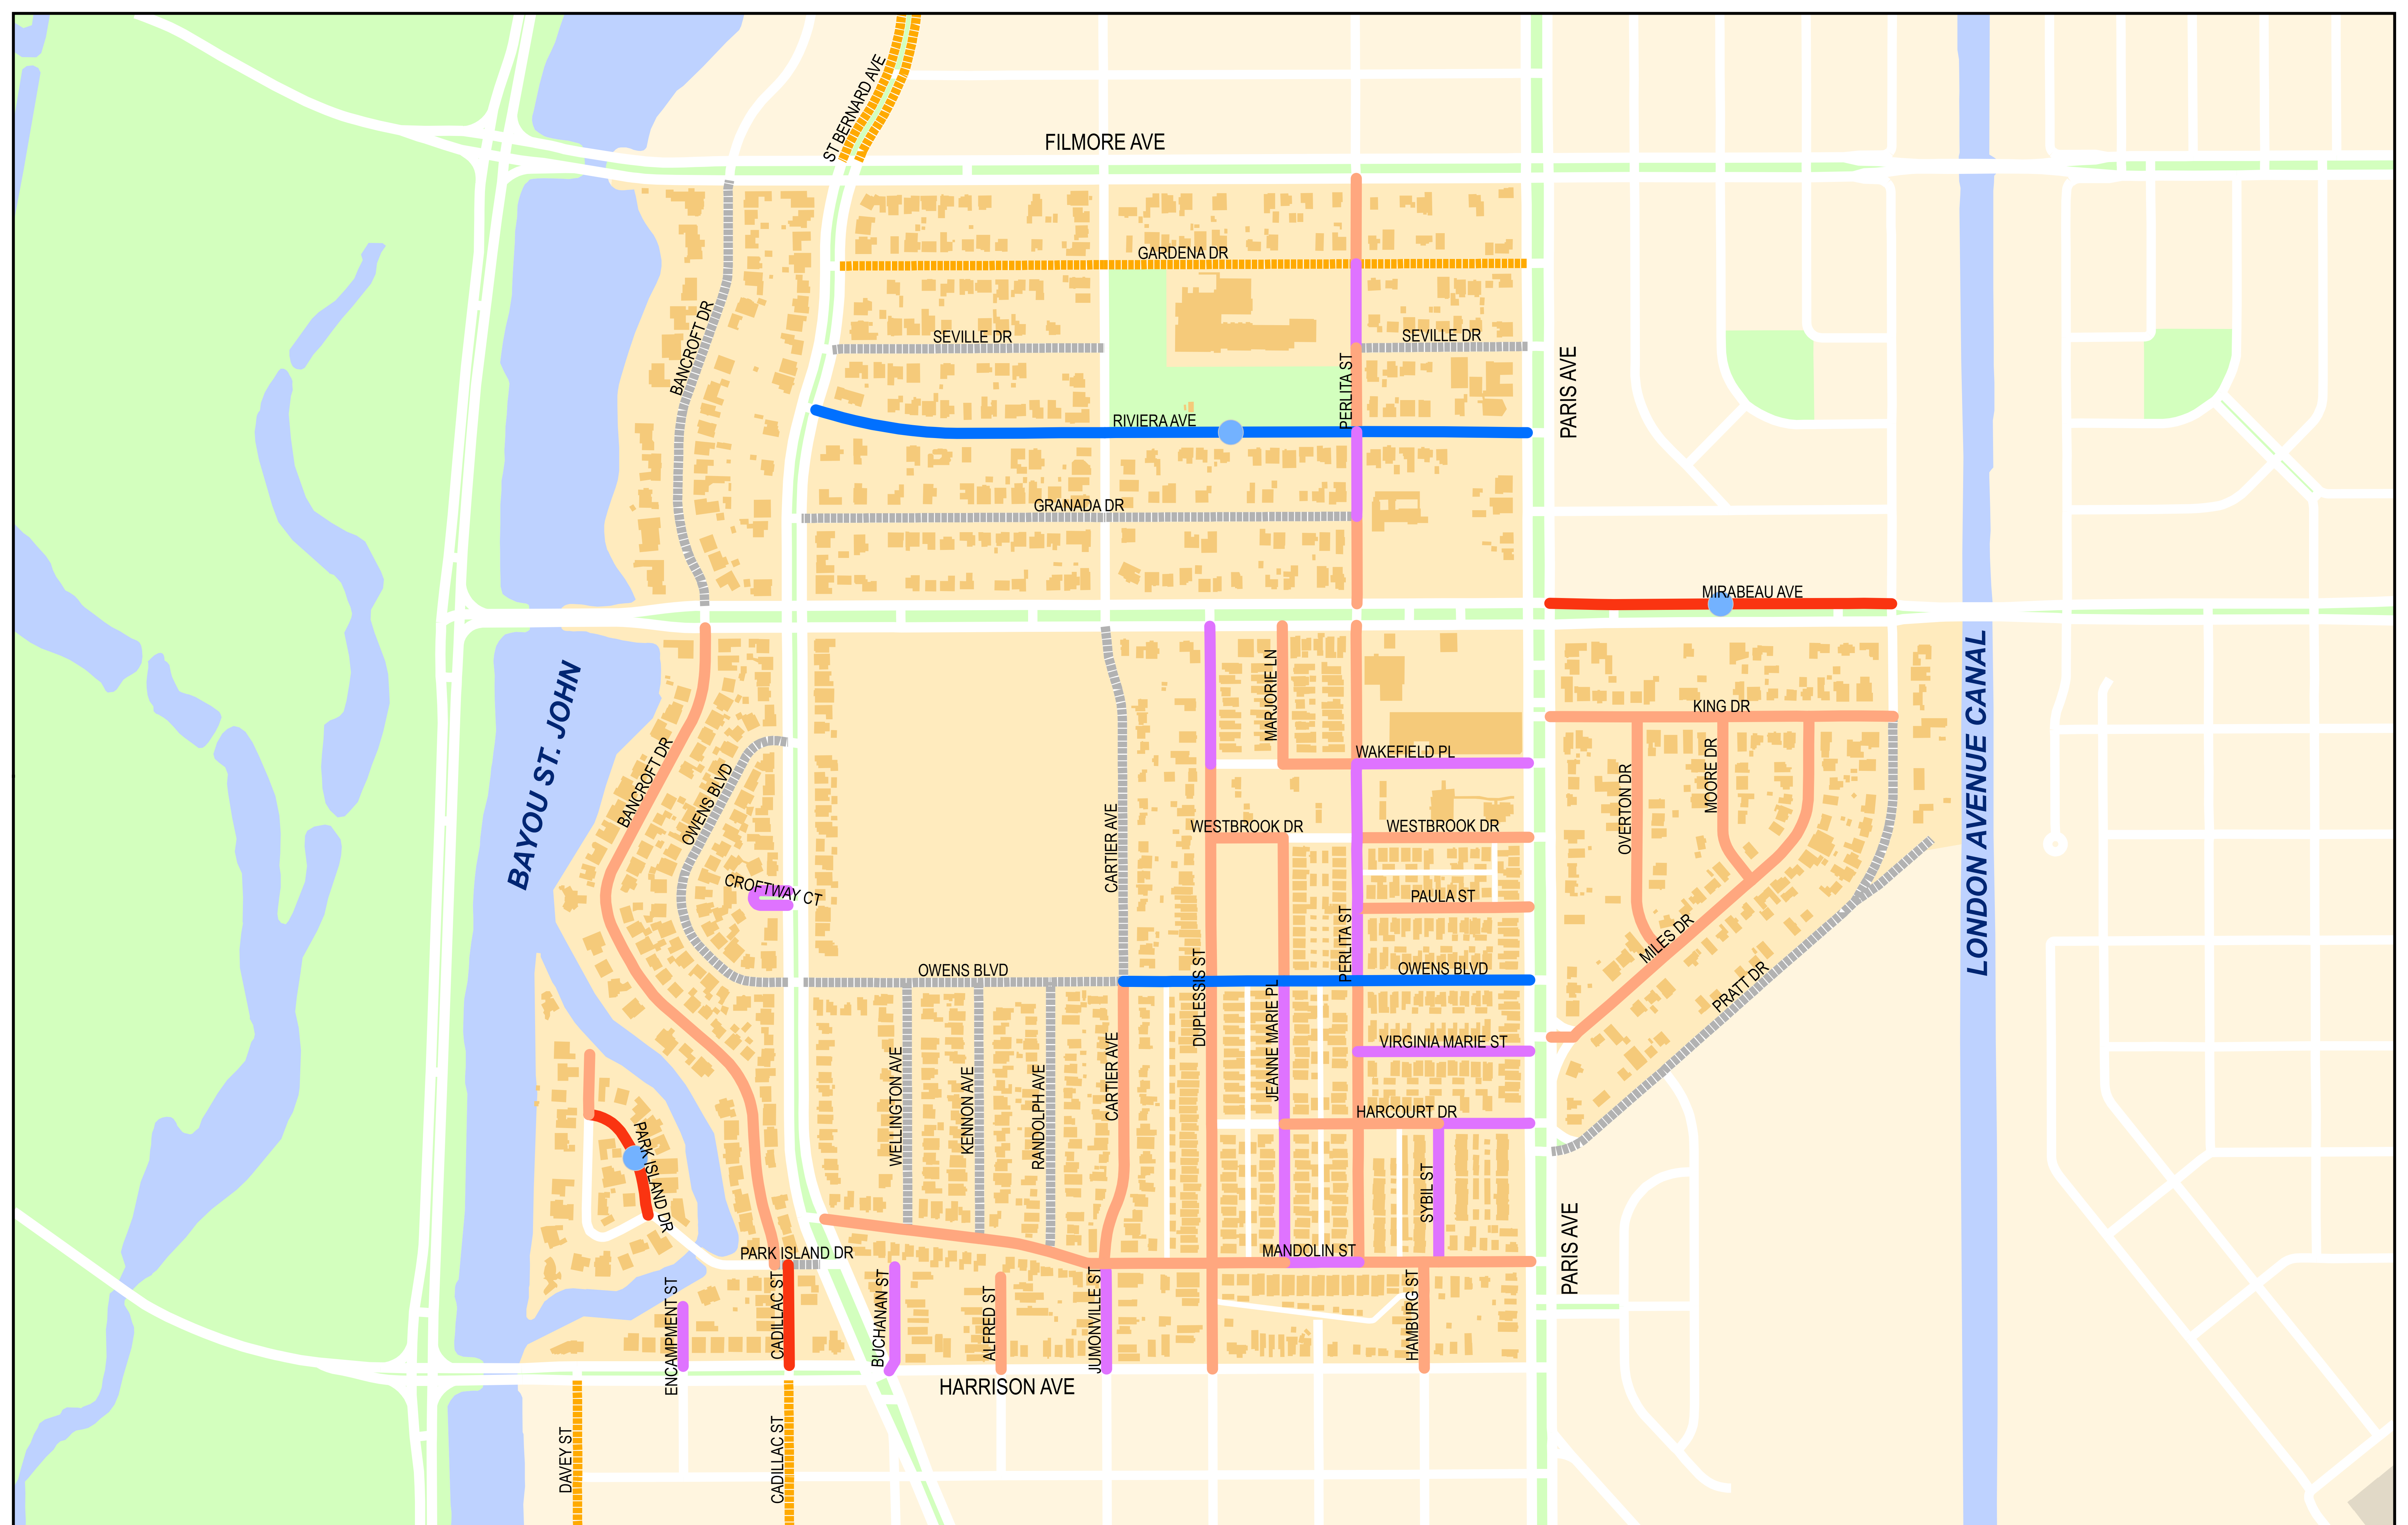 ST BERNARD AVE
FILMORE AVE
GARDENA DR
BANCROFT DR
SEVILLE DR
SEVILLE DR
PERLITA ST
PARIS AVE
RIVIERA AVE
GRANADA DR
MIRABEAU AVE
BAYOU ST. JOHN
LONDON AVENUE CANAL
MARJORIE LN
KING DR
BANCROFT DR
OWENS BLVD
WAKEFIELD PL
OVERTON DR
MOORE DR
CARTIER AVE
WESTBROOK DR
WESTBROOK DR
CROFTWAY CT
PAULA ST
PERLITA ST
MILES DR
DUPLESSIS ST
OWENS BLVD
OWENS BLVD
PRATT DR
JEANNE MARIE PL
VIRGINIA MARIE ST
WELLINGTON AVE
KENNON AVE
RANDOLPH AVE
CARTIER AVE
HARCOURT DR
PARK ISLAND DR
SYBIL ST
PARIS AVE
PARK ISLAND DR
MANDOLIN ST
ENCAMPMENT ST
CADILLAC ST
BUCHANAN ST
ALFRED ST
JUMONVILLE ST
HAMBURG ST
HARRISON AVE
DAVEY ST
CADILLAC ST